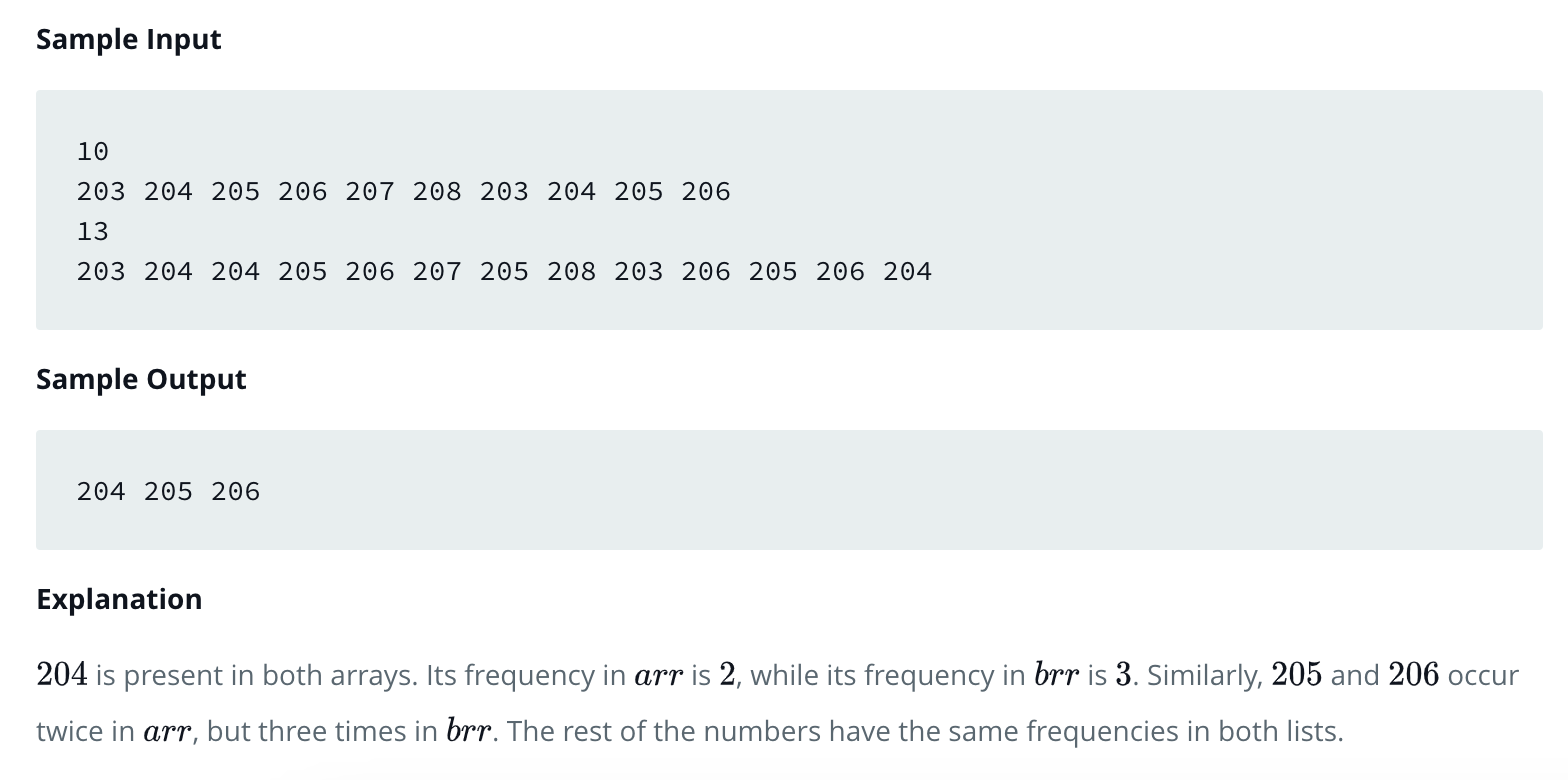 Sample Input
10
203 204 205 206 207 208 203 204 205 206
13
203 204 204 205 206 207 205 208 203 206 205 206 204
Sample Output
204 205 206
Explanation
204 is present in both arrays. Its frequency in arr is 2, while its frequency in brr is 3. Similarly, 205 and 206 occur
twice in arr, but three times in brr. The rest of the numbers have the same frequencies in both lists.